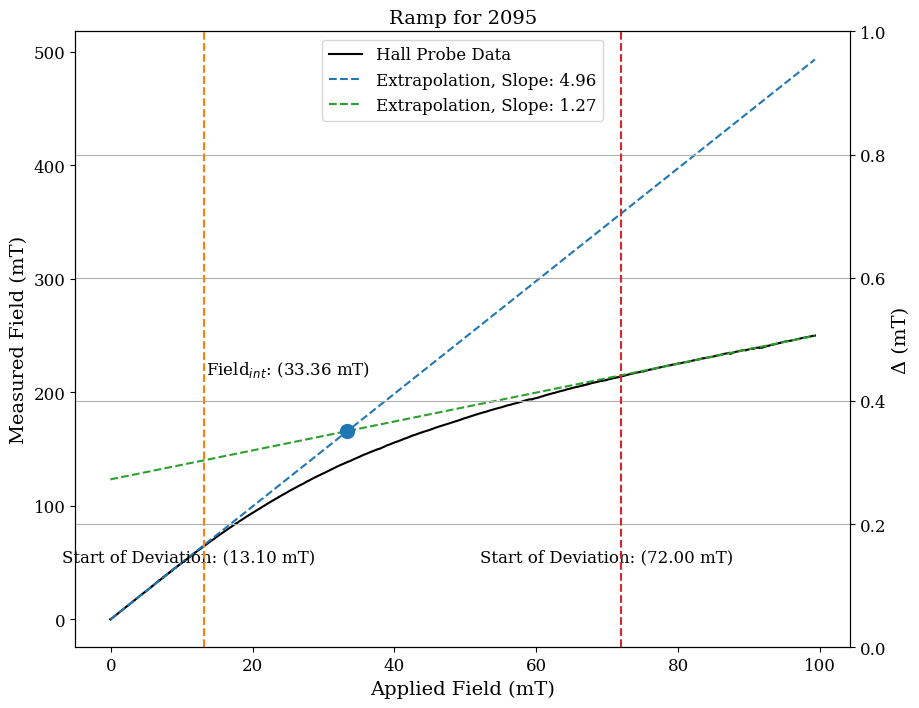 Ramp for 2095
Hall Probe Data
Extrapolation, Slope: 4.96
Extrapolation, Slope: 1.27
Measured Field (mT)
500
400
300
200
100
0
Field_int: (33.36 mT)
Start of Deviation: (13.10 mT)
Start of Deviation: (72.00 mT)
1.0
0.8
0.6
0.4
0.2
0.0
Δ (mT)
0 20 40 60 80 100
Applied Field (mT)